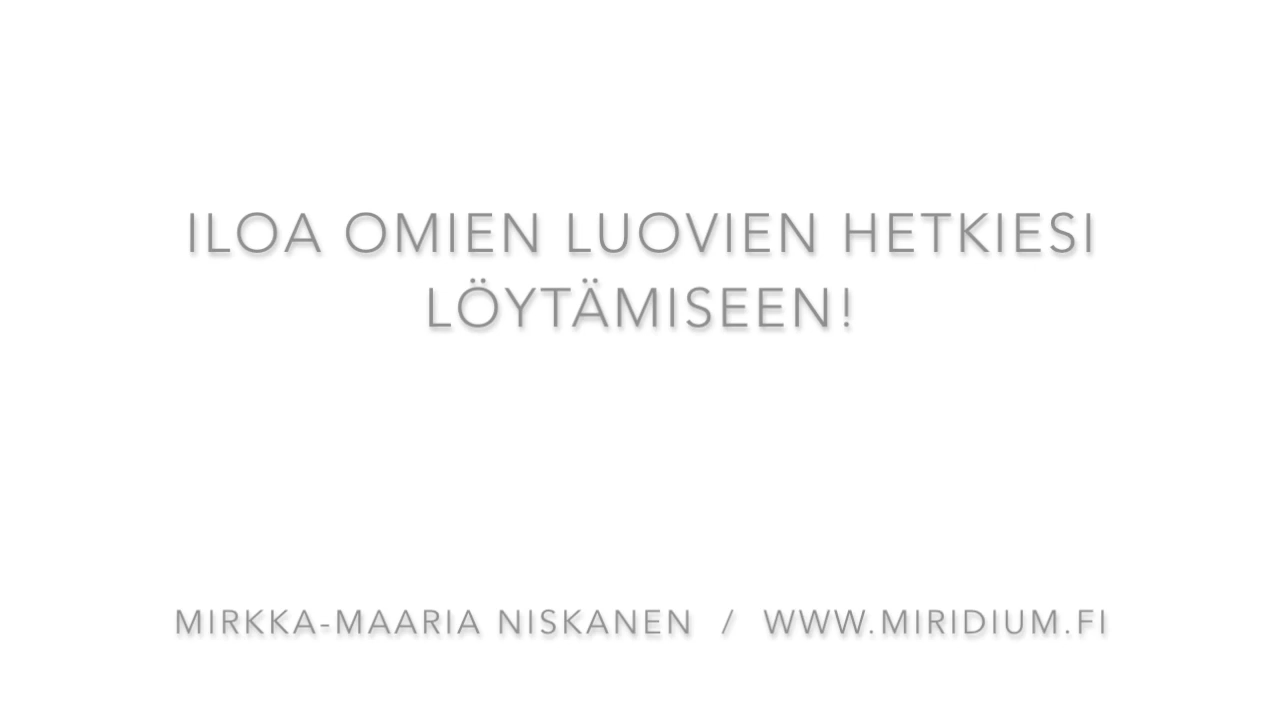 ILOA OMIEN LUOVIEN HETKIESI
LÖYTÄMISEEN!
MIRKKA-MAARIA NISKANEN / WWW.MIRIDIUM.FI